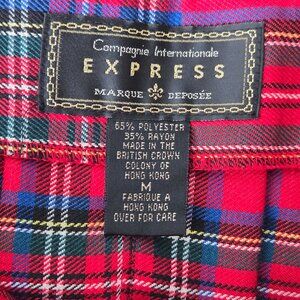 Compagnie Internationale
EXPRESS
MARQUE DEPOSÉE
65% POLYESTER
35% RAYON
MADE IN THE
BRITISH CROWN
COLONY OF
HONG KONG
M
FABRIQUE A
HONG KONG
OVER FOR CARE